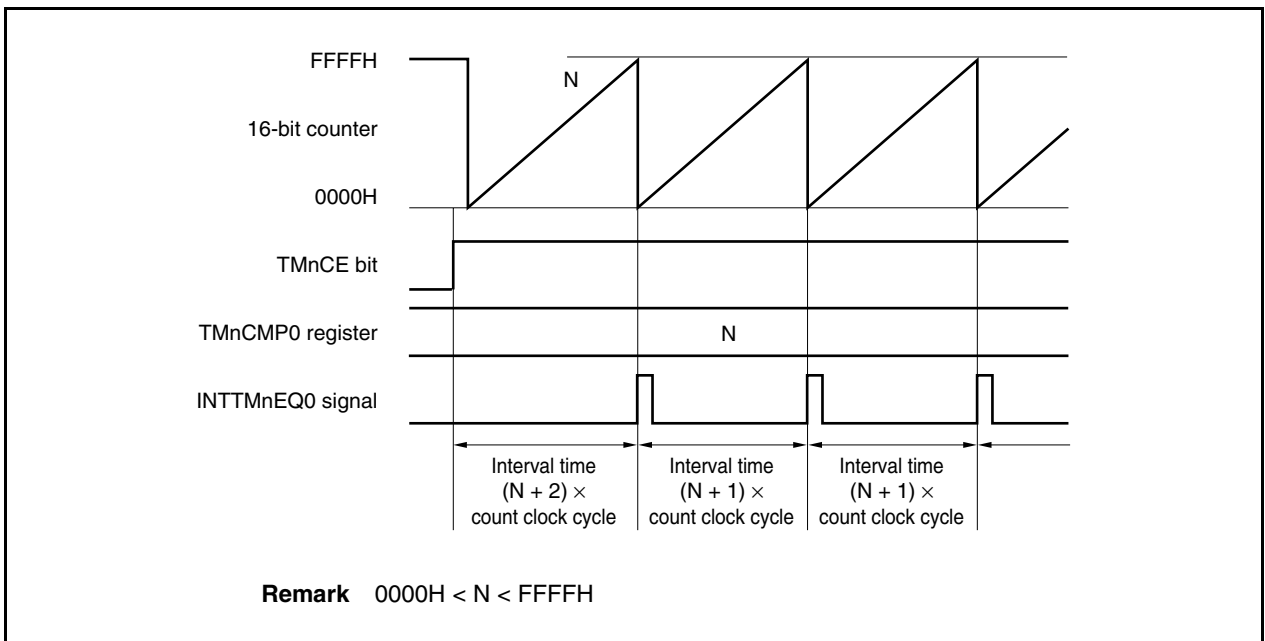 FFFFH
N
16-bit counter
0000H
TMnCE bit
TMnCMP0 register
N
INTTMnEQ0 signal
Interval time
(N + 2) ×
count clock cycle
Interval time
(N + 1) ×
count clock cycle
Interval time
(N + 1) ×
count clock cycle
Remark 0000H < N < FFFFH